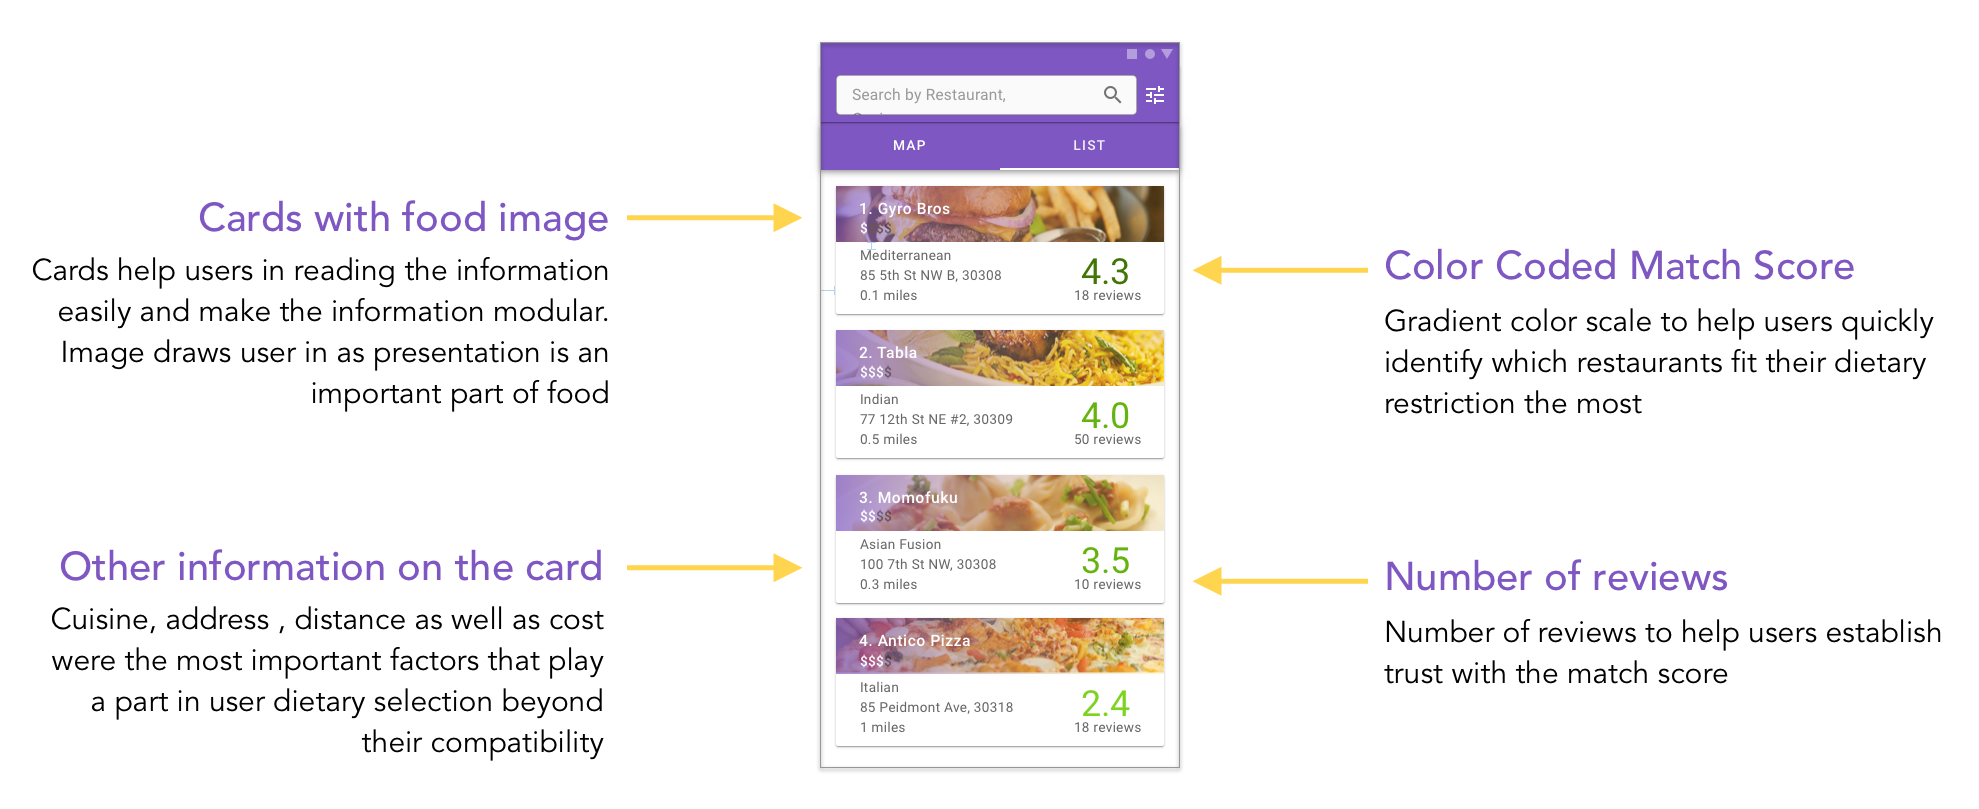 Search by Restaurant,
MAP
LIST
Cards with food image
Cards help users in reading the information
easily and make the information modular.
Image draws user in as presentation is an
important part of food
Other information on the card
Cuisine, address , distance as well as cost
were the most important factors that play
a part in user dietary selection beyond
their compatibility
1. Gyro Bros
$$$$
Mediterranean
85 5th St NW B, 30308
0.1 miles
4.3
18 reviews
2. Tabla
$$$$
Indian
77 12th St NE #2, 30309
0.5 miles
4.0
50 reviews
3. Momofuku
$$$$
Asian Fusion
100 7th St NW, 30308
0.3 miles
3.5
10 reviews
4. Antico Pizza
$$$$
Italian
85 Peidmont Ave, 30318
1 miles
2.4
18 reviews
Color Coded Match Score
Gradient color scale to help users quickly
identify which restaurants fit their dietary
restriction the most
Number of reviews
Number of reviews to help users establish
trust with the match score